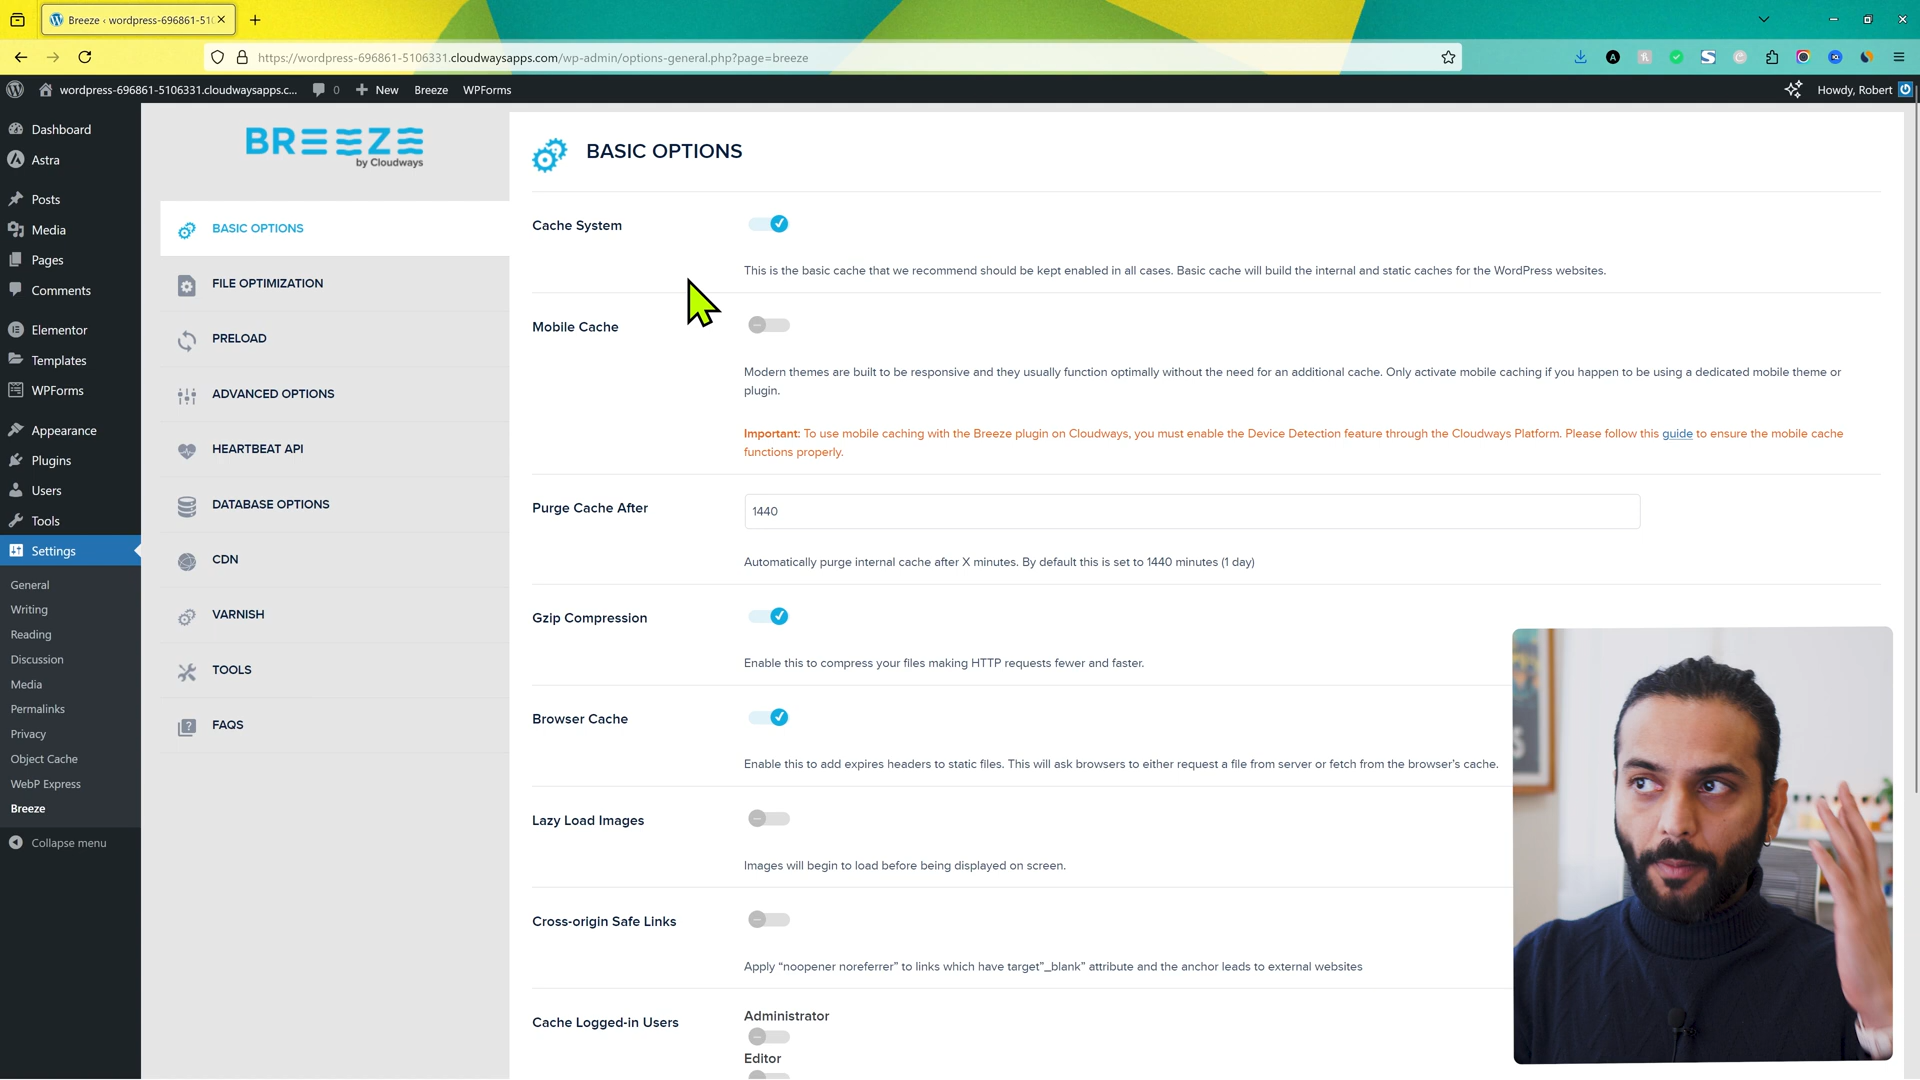 Breeze ‹ wordpress-696861-510
https://wordpress-696861-5106331.cloudwaysapps.com/wp-admin/options-general.php?page=breeze
wordpress-696861-5106331.cloudwaysapps.c...
0
New
Breeze
WPForms
Howdy, Robert
Dashboard
Astra
Posts
Media
Pages
Comments
Elementor
Templates
WPForms
Appearance
Plugins
Users
Tools
Settings
General
Writing
Reading
Discussion
Media
Permalinks
Privacy
Object Cache
WebP Express
Breeze
Collapse menu
BREEZE
by Cloudways
BASIC OPTIONS
FILE OPTIMIZATION
PRELOAD
ADVANCED OPTIONS
HEARTBEAT API
DATABASE OPTIONS
CDN
VARNISH
TOOLS
FAQS
BASIC OPTIONS
Cache System
This is the basic cache that we recommend should be kept enabled in all cases. Basic cache will build the internal and static caches for the WordPress websites.
Mobile Cache
Modern themes are built to be responsive and they usually function optimally without the need for an additional cache. Only activate mobile caching if you happen to be using a dedicated mobile theme or
plugin.
Important: To use mobile caching with the Breeze plugin on Cloudways, you must enable the Device Detection feature through the Cloudways Platform. Please follow this guide to ensure the mobile cache
functions properly.
Purge Cache After
1440
Automatically purge internal cache after X minutes. By default this is set to 1440 minutes (1 day)
Gzip Compression
Enable this to compress your files making HTTP requests fewer and faster.
Browser Cache
Enable this to add expires headers to static files. This will ask browsers to either request a file from server or fetch from the browser's cache.
Lazy Load Images
Images will begin to load before being displayed on screen.
Cross-origin Safe Links
Apply "noopener noreferrer" to links which have target"_blank" attribute and the anchor leads to external websites
Cache Logged-in Users
Administrator
Editor